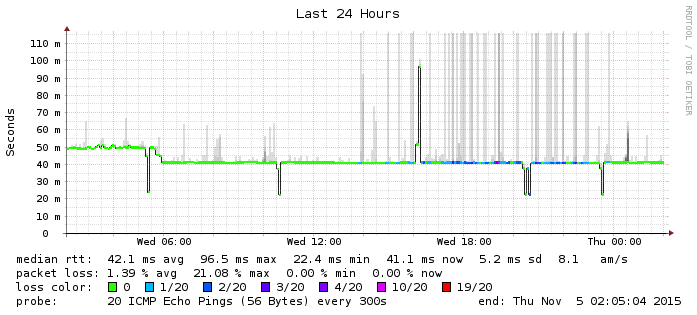 Last 24 Hours
RRDTOOL / TOBI OETIKER
Seconds
110 m
100 m
90 m
80 m
70 m
60 m
50 m
40 m
30 m
20 m
10 m
0
Wed 06:00 Wed 12:00 Wed 18:00 Thu 00:00
median rtt: 42.1 ms avg 96.5 ms max 22.4 ms min 41.1 ms now 5.2 ms sd 8.1 am/s
packet loss: 1.39 % avg 21.08 % max 0.00 % min 0.00 % now
loss color: 0 1/20 2/20 3/20 4/20 10/20 19/20
probe: 20 ICMP Echo Pings (56 Bytes) every 300s end: Thu Nov 5 02:05:04 2015